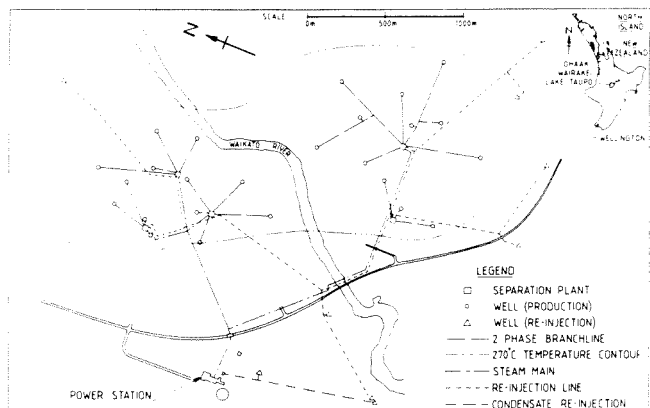 SCALE
0m 500m 1000m
Z
N
NORTH
ISLAND
NEW
ZEALAND
OHAAKI
WAIRAKEI
LAKE TAUPO
WELLINGTON
WAIKATO RIVER
LEGEND
SEPARATION PLANT
WELL (PRODUCTION)
WELL (RE-INJECTION)
2 PHASE BRANCHLINE
270°C TEMPERATURE CONTOUR
STEAM MAIN
RE-INJECTION LINE
CONDENSATE RE-INJECTION
POWER STATION